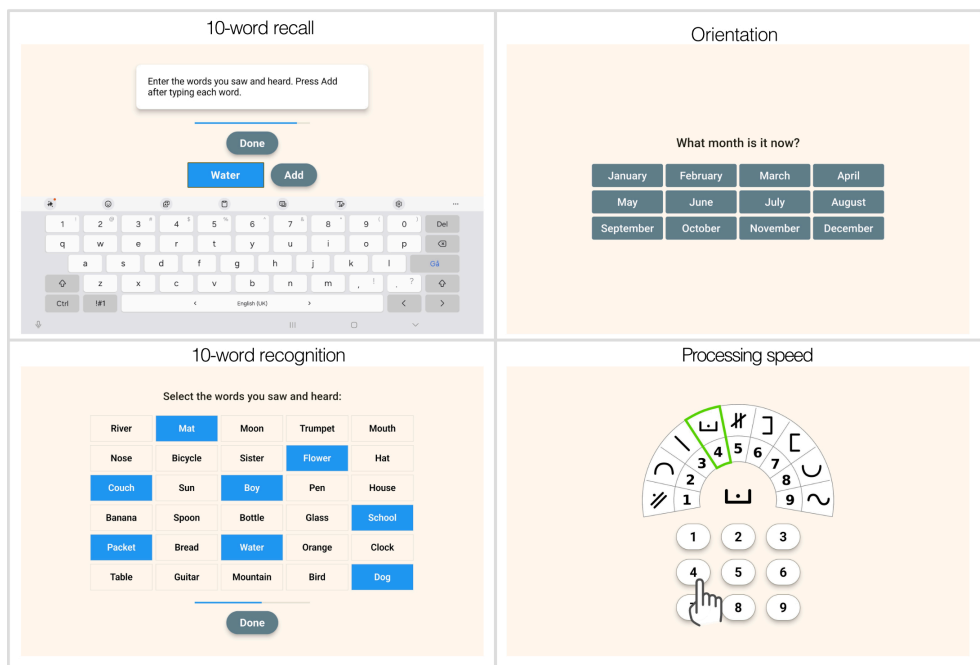 10-word recall
Enter the words you saw and heard. Press Add
after typing each word.
Done
Water Add
1 ! 2 @ 3 # 4 $ 5 % 6 ^ 7 & 8 * 9 ( 0 ) Del
q w e r t y u i o p
a s d f g h j k l Gå
z x c v b n m , ! . ?
Ctrl !#1 < English (UK) > < >
Orientation
What month is it now?
January February March April
May June July August
September October November December
10-word recognition
Select the words you saw and heard:
River Mat Moon Trumpet Mouth
Nose Bicycle Sister Flower Hat
Couch Sun Boy Pen House
Banana Spoon Bottle Glass School
Packet Bread Water Orange Clock
Table Guitar Mountain Bird Dog
Done
Processing speed
1 2 3 4 5 6 7 8 9
1 2 3
4 5 6
7 8 9